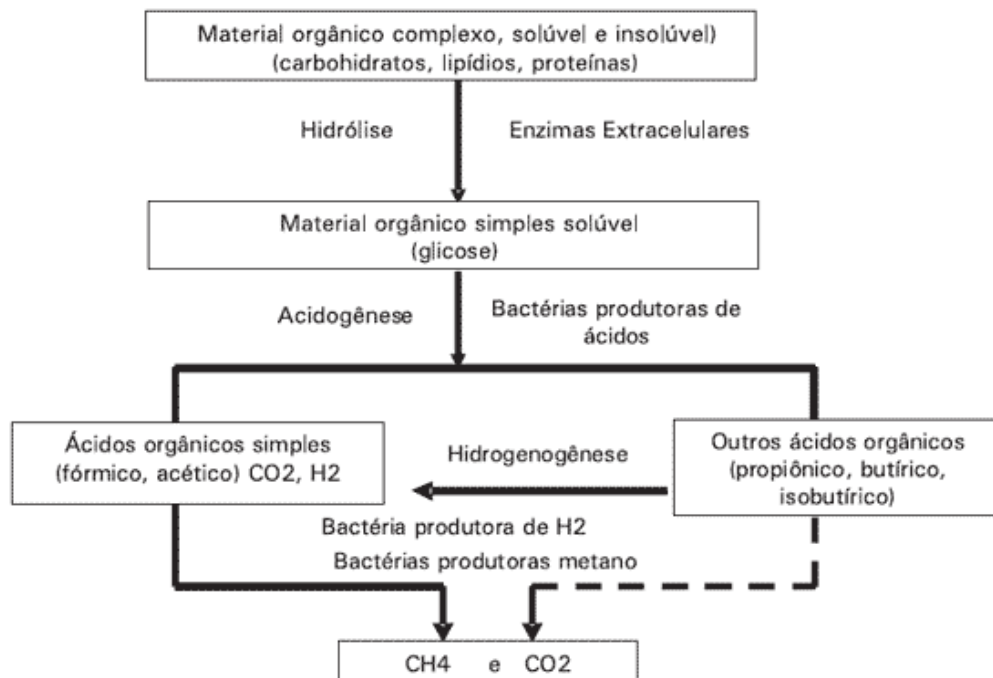 Material orgânico complexo, solúvel e insolúvel)
(carbohidratos, lipídios, proteínas)
Hidrólise
Enzimas Extracelulares
Material orgânico simples solúvel
(glicose)
Acidogênese
Bactérias produtoras de
ácidos
Ácidos orgânicos simples
(fórmico, acético) CO2, H2
Hidrogenogênese
Outros ácidos orgânicos
(propiônico, butírico,
isobutírico)
Bactéria produtora de H2
Bactérias produtoras metano
CH4 e CO2